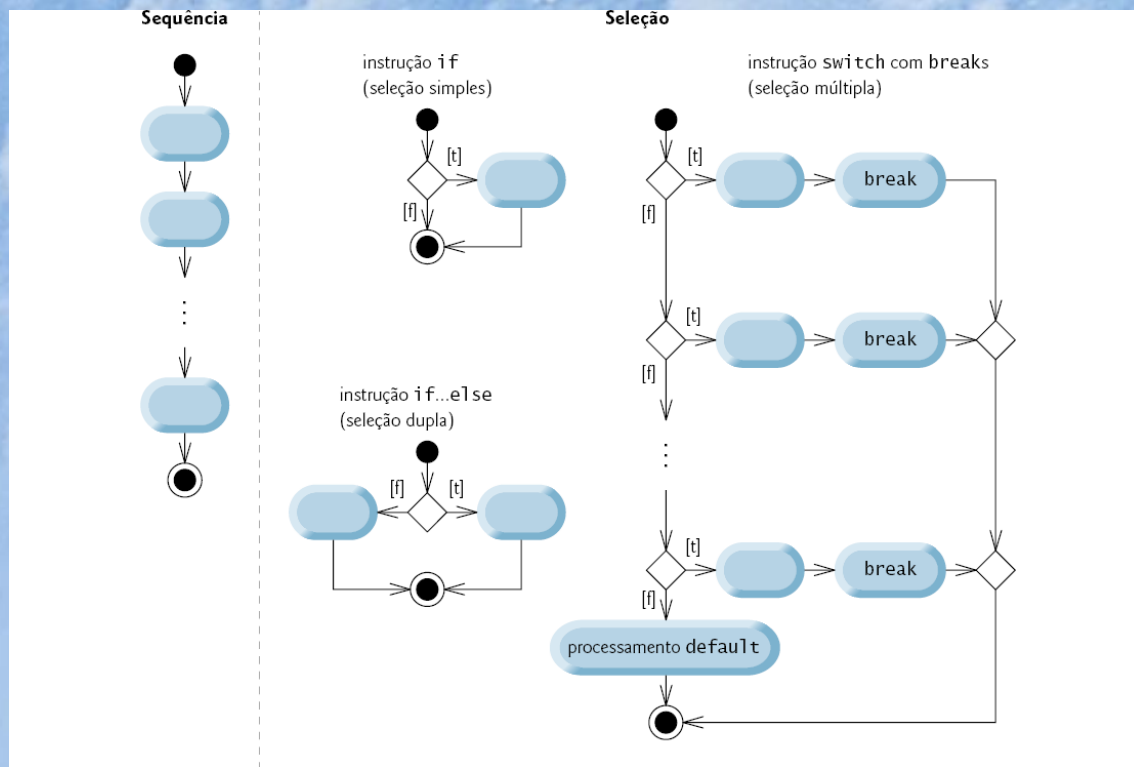 Sequência
Seleção
instrução if
(seleção simples)
[t]
[f]
instrução if...else
(seleção dupla)
[f]
[t]
instrução switch com breaks
(seleção múltipla)
[t]
break
[f]
[t]
break
[f]
⋮
[t]
break
[f]
processamento default